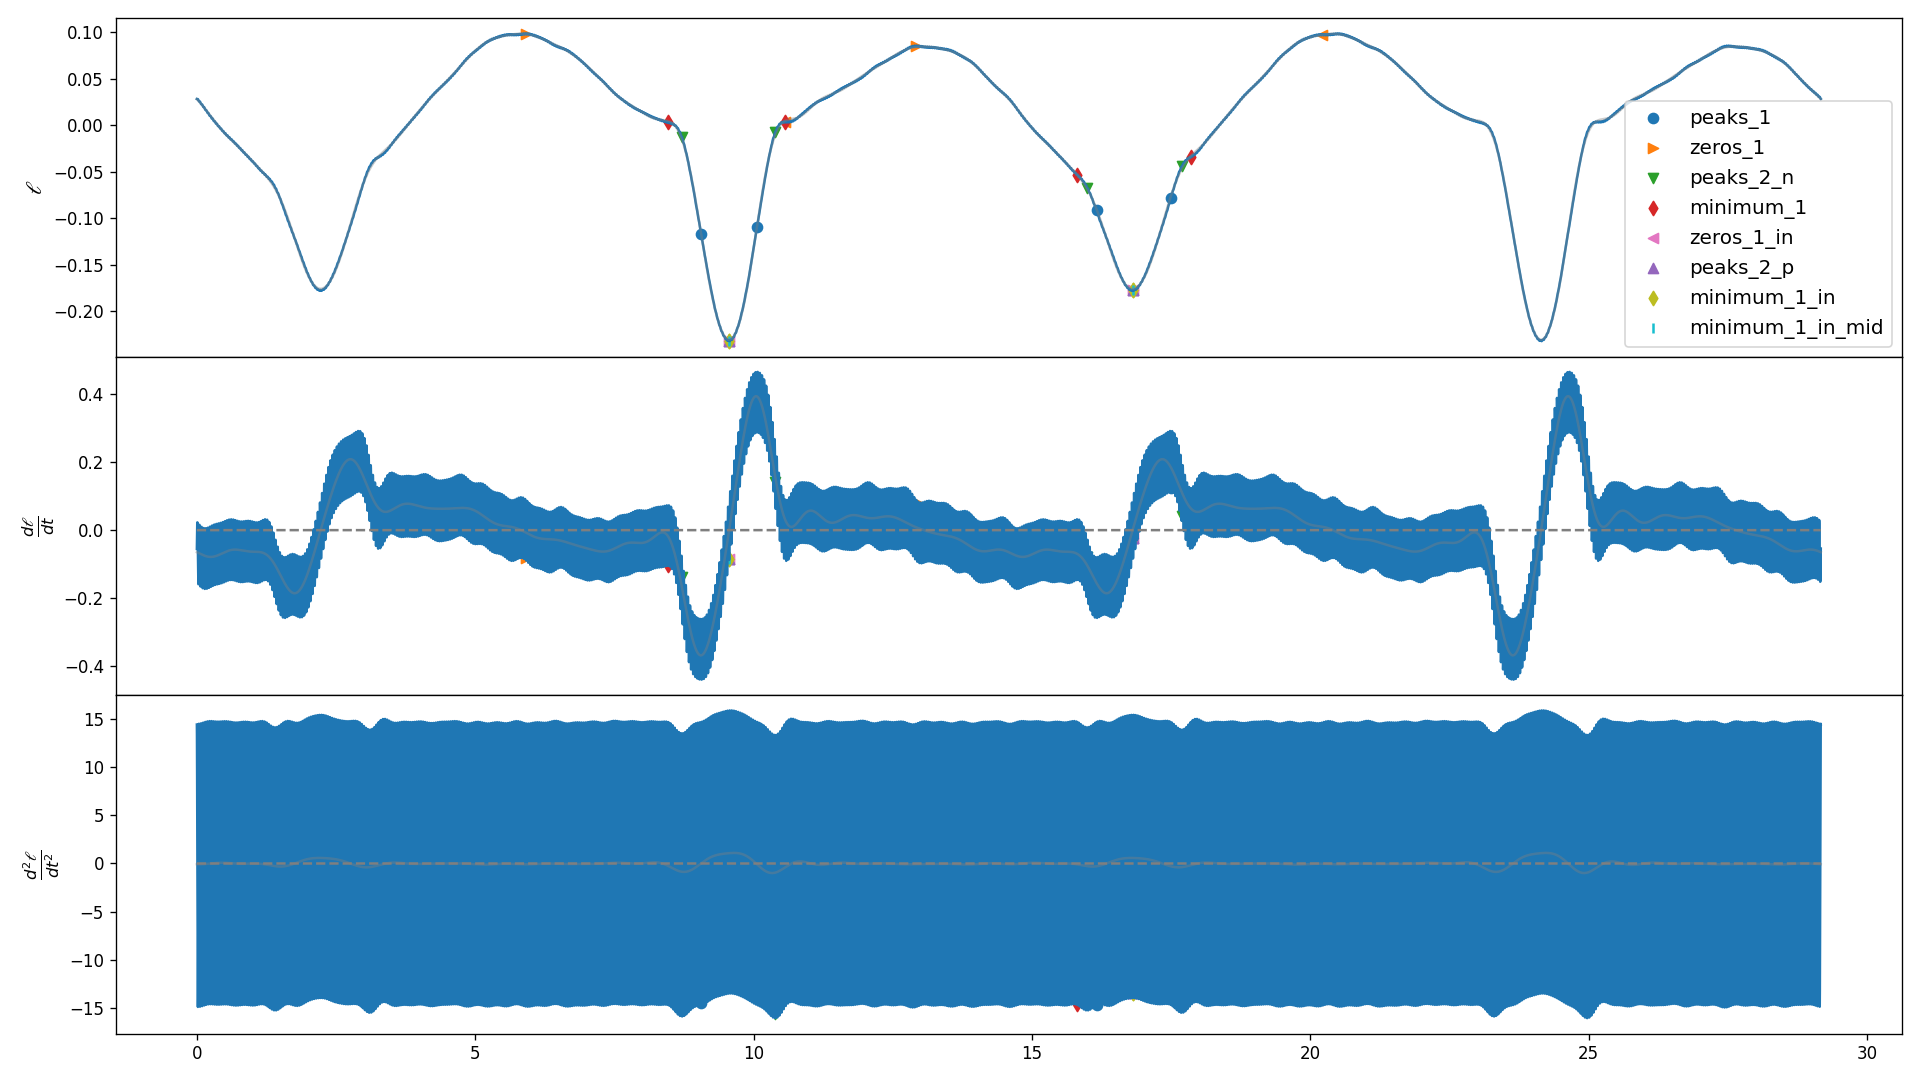 0.10
0.05
0.00
−0.05
−0.10
−0.15
−0.20
ℓ
peaks_1
zeros_1
peaks_2_n
minimum_1
zeros_1_in
peaks_2_p
minimum_1_in
minimum_1_in_mid
0.4
0.2
0.0
−0.2
−0.4
dℓ
dt
15
10
5
0
−5
−10
−15
d²ℓ
dt²
0 5 10 15 20 25 30